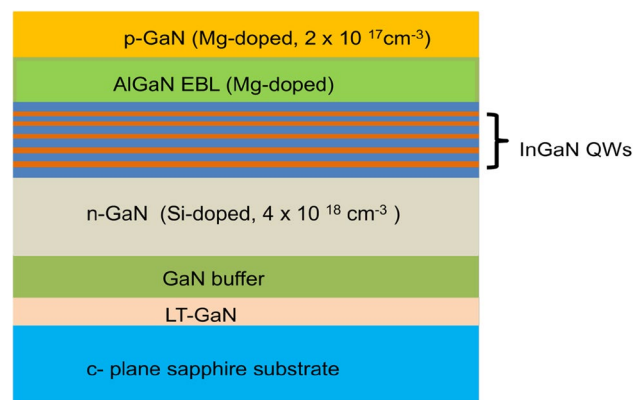 p-GaN (Mg-doped, 2 x 10 ¹⁷cm⁻³)
AlGaN EBL (Mg-doped)
InGaN QWs
n-GaN (Si-doped, 4 x 10 ¹⁸ cm⁻³ )
GaN buffer
LT-GaN
c- plane sapphire substrate